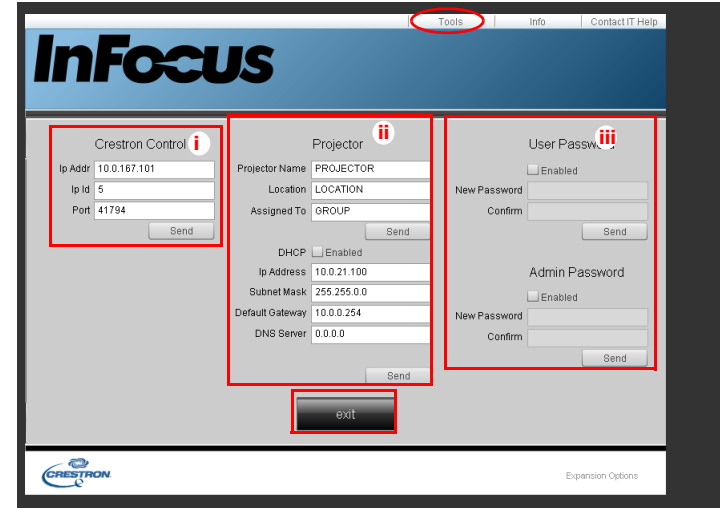 Tools Info Contact IT Help
InFocus
Crestron Control i
Ip Addr 10.0.167.101
Ip Id 5
Port 41794
Send
Projector ii
Projector Name PROJECTOR
Location LOCATION
Assigned To GROUP
Send
DHCP Enabled
Ip Address 10.0.21.100
Subnet Mask 255.255.0.0
Default Gateway 10.0.0.254
DNS Server 0.0.0.0
Send
User Passw iii
Enabled
New Password
Confirm
Send
Admin Password
Enabled
New Password
Confirm
Send
exit
CRESTRON
Expansion Options